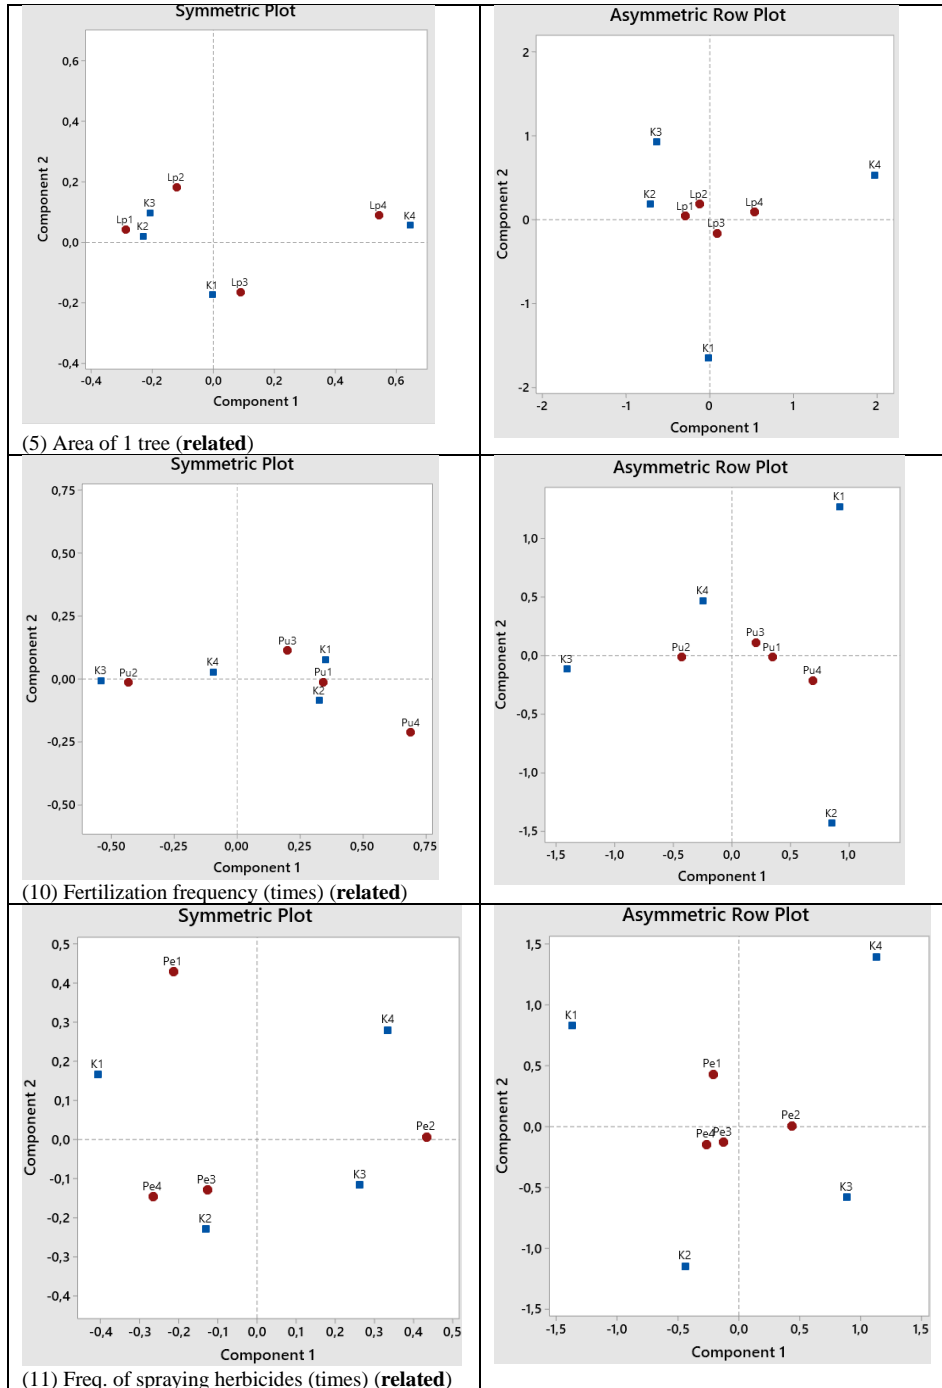 Symmetric Plot
0,6
0,4
0,2
0,0
-0,2
-0,4
Component 2
Lp2
K3
Lp1
K2
K1
Lp3
Lp4
K4
-0,4 -0,2 0,0 0,2 0,4 0,6
Component 1
(5) Area of 1 tree (related)
Asymmetric Row Plot
2
1
0
-1
-2
Component 2
K3
K4
K2
Lp2
Lp1
Lp4
Lp3
K1
-2 -1 0 1 2
Component 1
Symmetric Plot
0,75
0,50
0,25
0,00
-0,25
-0,50
Component 2
K3
Pu2
K4
Pu3
K1
Pu1
K2
Pu4
-0,50 -0,25 0,00 0,25 0,50 0,75
Component 1
(10) Fertilization frequency (times) (related)
Asymmetric Row Plot
1,0
0,5
0,0
-0,5
-1,0
-1,5
Component 2
K1
K4
Pu3
Pu2
Pu1
K3
Pu4
K2
-1,5 -1,0 -0,5 0,0 0,5 1,0
Component 1
Symmetric Plot
0,5
0,4
0,3
0,2
0,1
0,0
-0,1
-0,2
-0,3
-0,4
Component 2
Pe1
K4
K1
Pe2
Pe4
Pe3
K3
K2
-0,4 -0,3 -0,2 -0,1 0,0 0,1 0,2 0,3 0,4 0,5
Component 1
(11) Freq. of spraying herbicides (times) (related)
Asymmetric Row Plot
1,5
1,0
0,5
0,0
-0,5
-1,0
-1,5
Component 2
K4
K1
Pe1
Pe2
Pe4
Pe3
K3
K2
-1,5 -1,0 -0,5 0,0 0,5 1,0 1,5
Component 1